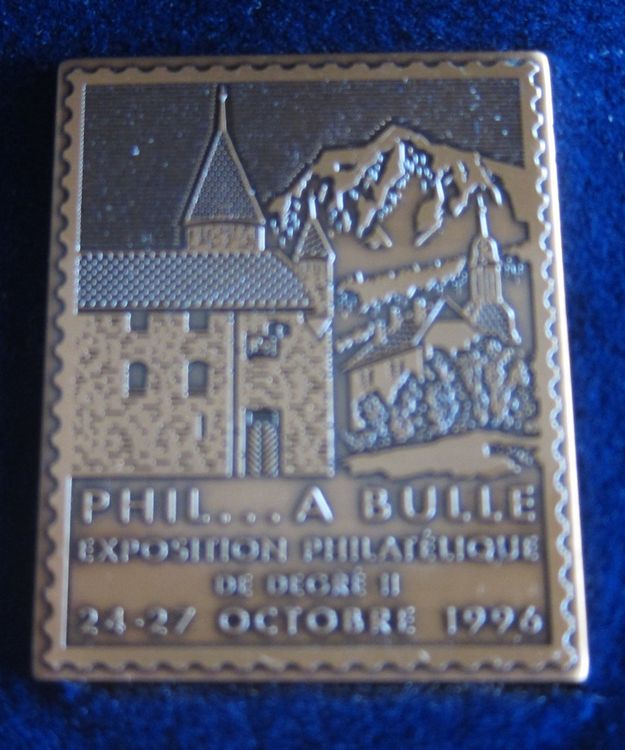 PHIL... A BULLE
EXPOSITION PHILATÉLIQUE
DE DEGRÉ II
24-27 OCTOBRE 1996